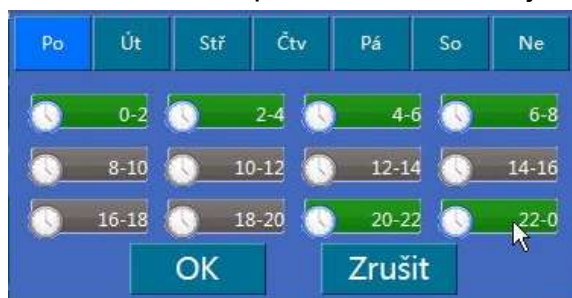 Po Út Stř Čtv Pá So Ne
0-2 2-4 4-6 6-8
8-10 10-12 12-14 14-16
16-18 18-20 20-22 22-0
OK Zrušit